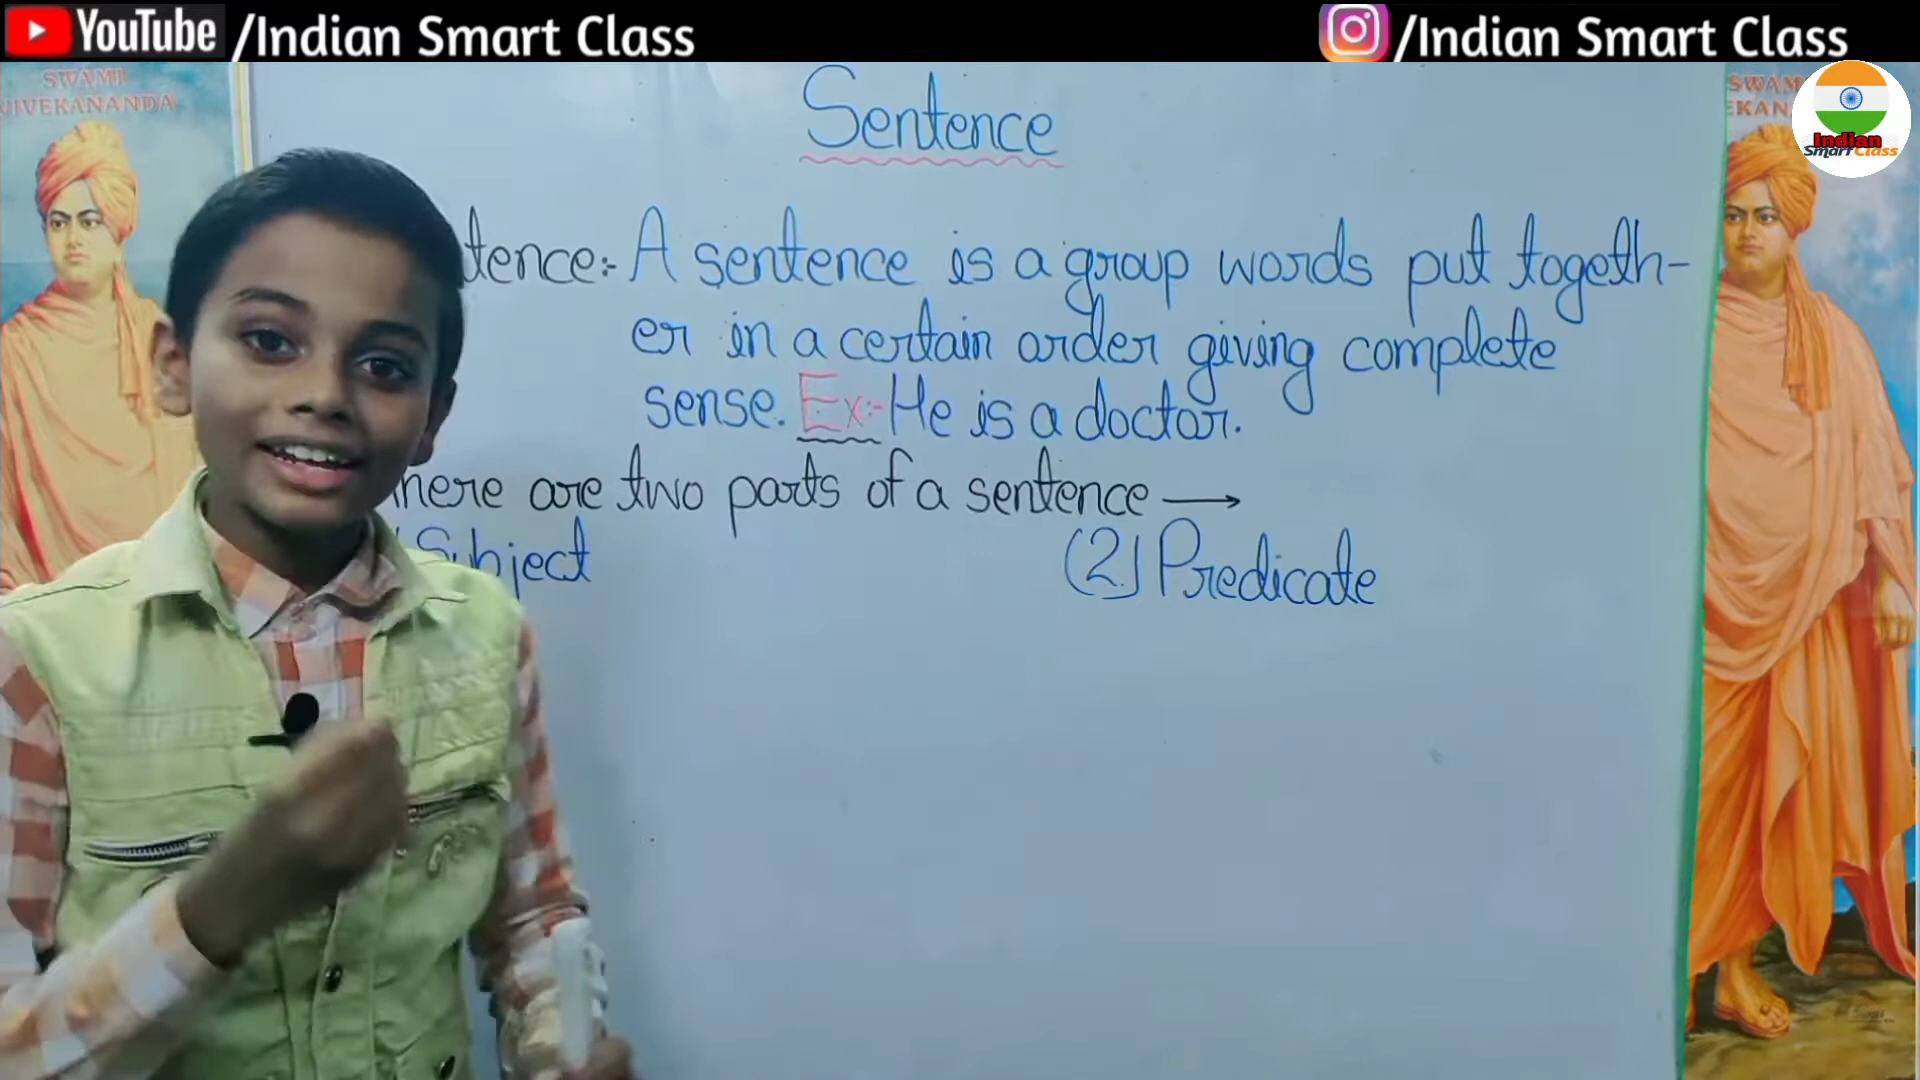 YouTube /Indian Smart Class
/Indian Smart Class
SWAMI
VIVEKANANDA
Indian
Smart Class
Sentence
tence:- A sentence is a group words put togeth-
er in a certain order giving complete
sense. Ex:- He is a doctor.
here are two parts of a sentence →
Subject
(2) Predicate